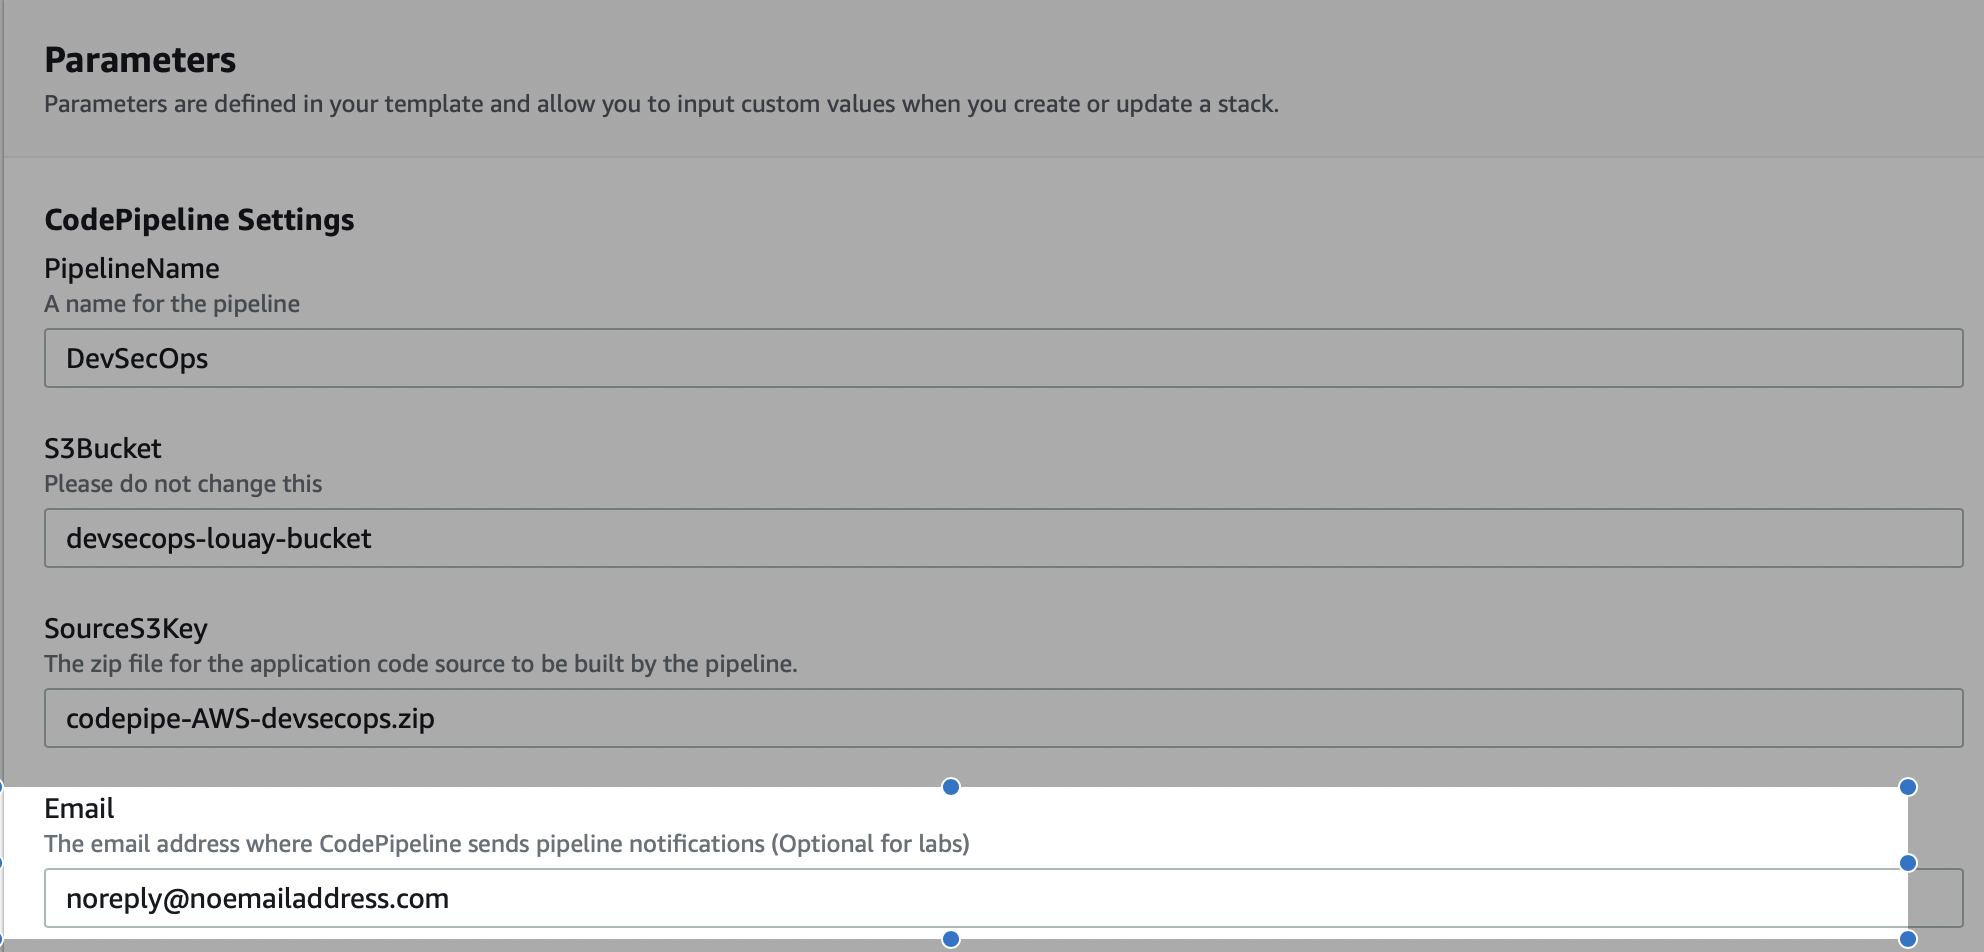 Parameters
Parameters are defined in your template and allow you to input custom values when you create or update a stack.
CodePipeline Settings
PipelineName
A name for the pipeline
DevSecOps
S3Bucket
Please do not change this
devsecops-louay-bucket
SourceS3Key
The zip file for the application code source to be built by the pipeline.
codepipe-AWS-devsecops.zip
Email
The email address where CodePipeline sends pipeline notifications (Optional for labs)
noreply@noemailaddress.com